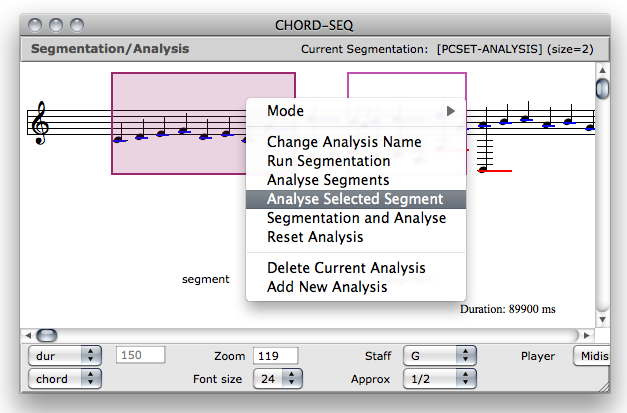 CHORD-SEQ
Segmentation/Analysis Current Segmentation: [PCSET-ANALYSIS] (size=2)
Mode
Change Analysis Name
Run Segmentation
Analyse Segments
Analyse Selected Segment
Segmentation and Analyse
Reset Analysis
Delete Current Analysis
Add New Analysis
segment
Duration: 89900 ms
dur 150 Zoom 119 Staff G Player Midis
chord Font size 24 Approx 1/2